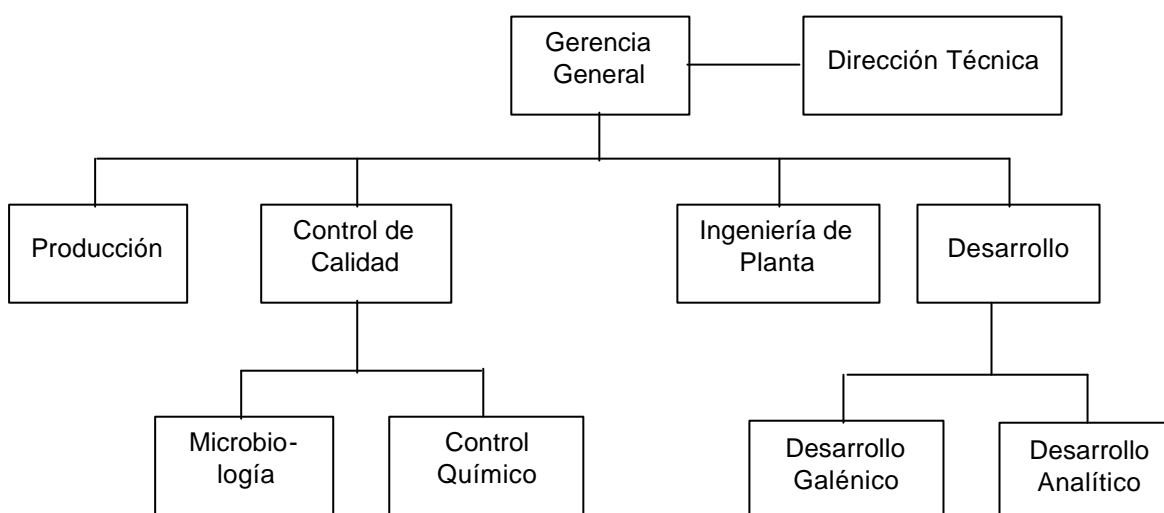 Gerencia
General
Dirección Técnica
Producción
Control de
Calidad
Ingeniería de
Planta
Desarrollo
Microbio-
logía
Control
Químico
Desarrollo
Galénico
Desarrollo
Analítico